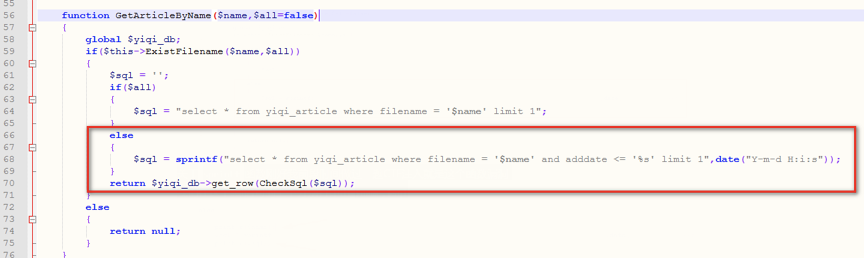 55
56 function GetArticleByName($name,$all=false)
57 {
58 global $yiqi_db;
59 if($this->ExistFilename($name,$all))
60 {
61 $sql = '';
62 if($all)
63 {
64 $sql = "select * from yiqi_article where filename = '$name' limit 1";
65 }
66 else
67 {
68 $sql = sprintf("select * from yiqi_article where filename = '$name' and adddate <= '%s' limit 1",date("Y-m-d H:i:s"));
69 }
70 return $yiqi_db->get_row(CheckSql($sql));
71 }
72 else
73 {
74 return null;
75 }
76 }